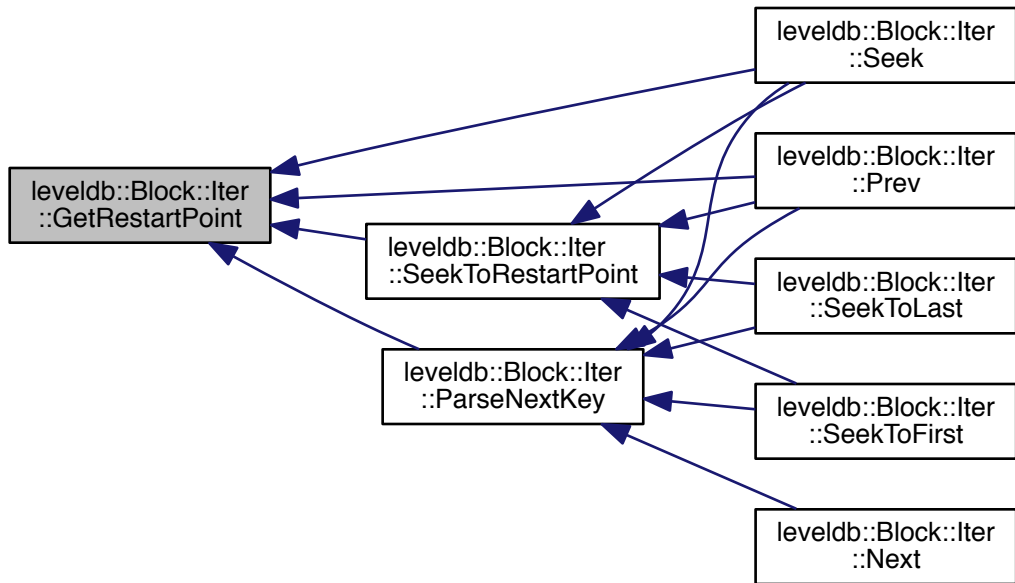 leveldb::Block::Iter
::GetRestartPoint
leveldb::Block::Iter
::SeekToRestartPoint
leveldb::Block::Iter
::ParseNextKey
leveldb::Block::Iter
::Seek
leveldb::Block::Iter
::Prev
leveldb::Block::Iter
::SeekToLast
leveldb::Block::Iter
::SeekToFirst
leveldb::Block::Iter
::Next